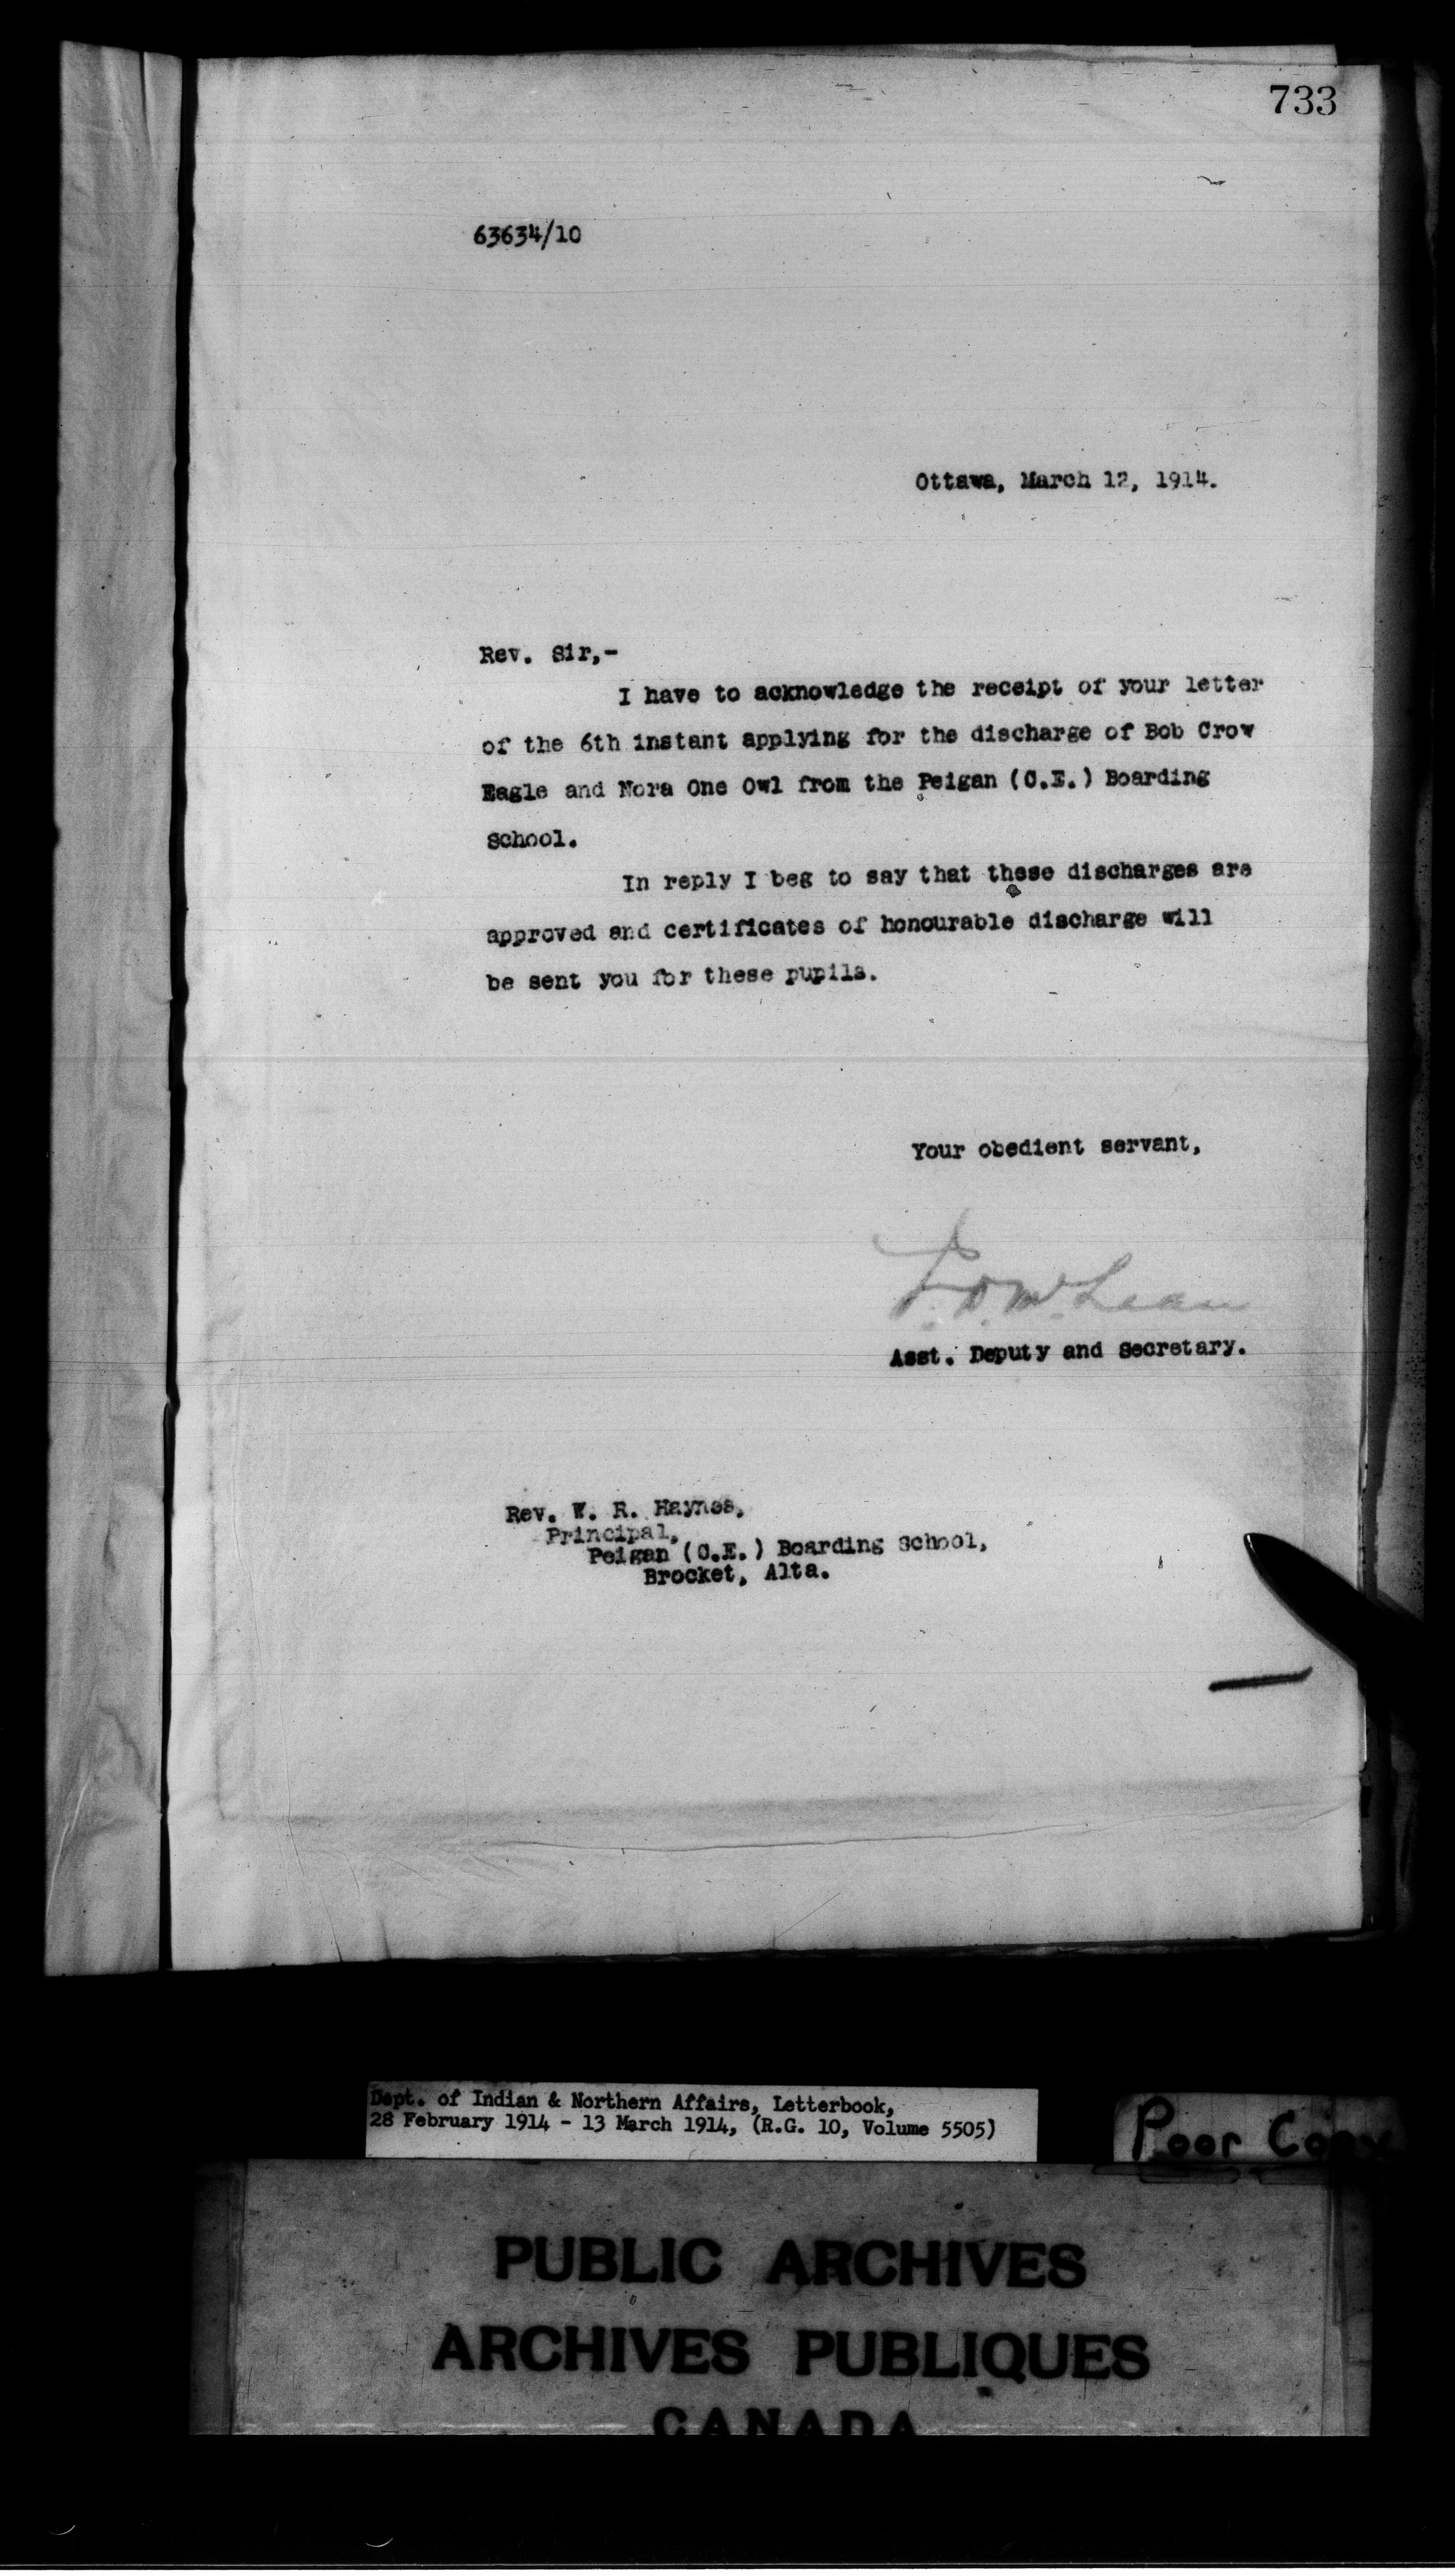 733
63634/10
Ottawa, March 12, 1914.
Rev. Sir,-
I have to acknowledge the receipt of your letter
of the 6th instant applying for the discharge of Bob Crow
Eagle and Nora One Owl from the Peigan (C.E.) Boarding
School.
In reply I beg to say that these discharges are
approved and certificates of honourable discharge will
be sent you for these pupils.
Your obedient servant,
J. D. McLean
Asst. Deputy and Secretary.
Rev. W. R. Haynes,
Principal,
Peigan (C.E.) Boarding School,
Brocket, Alta.
Dept. of Indian & Northern Affairs, Letterbook,
28 February 1914 - 13 March 1914, (R.G. 10, Volume 5505)
Poor Copy
PUBLIC ARCHIVES
ARCHIVES PUBLIQUES
CANADA